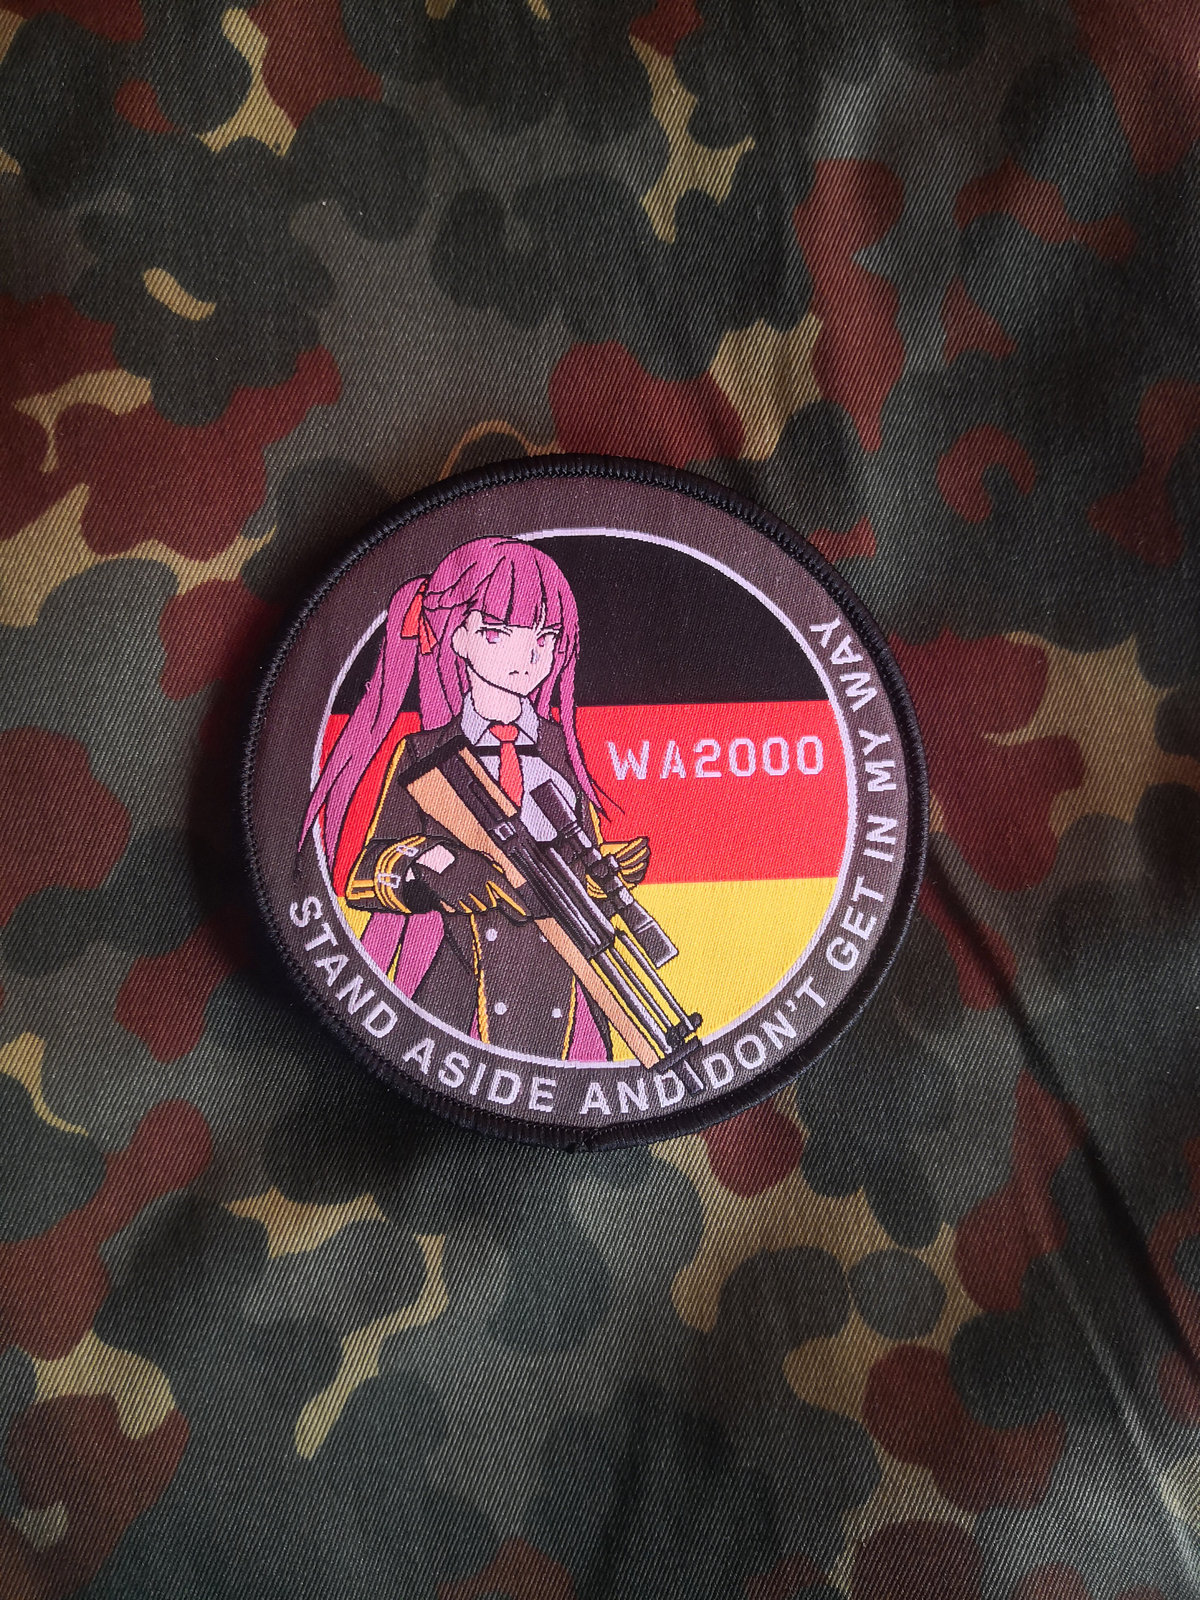 WA2000
STAND ASIDE AND DON'T GET IN MY WAY